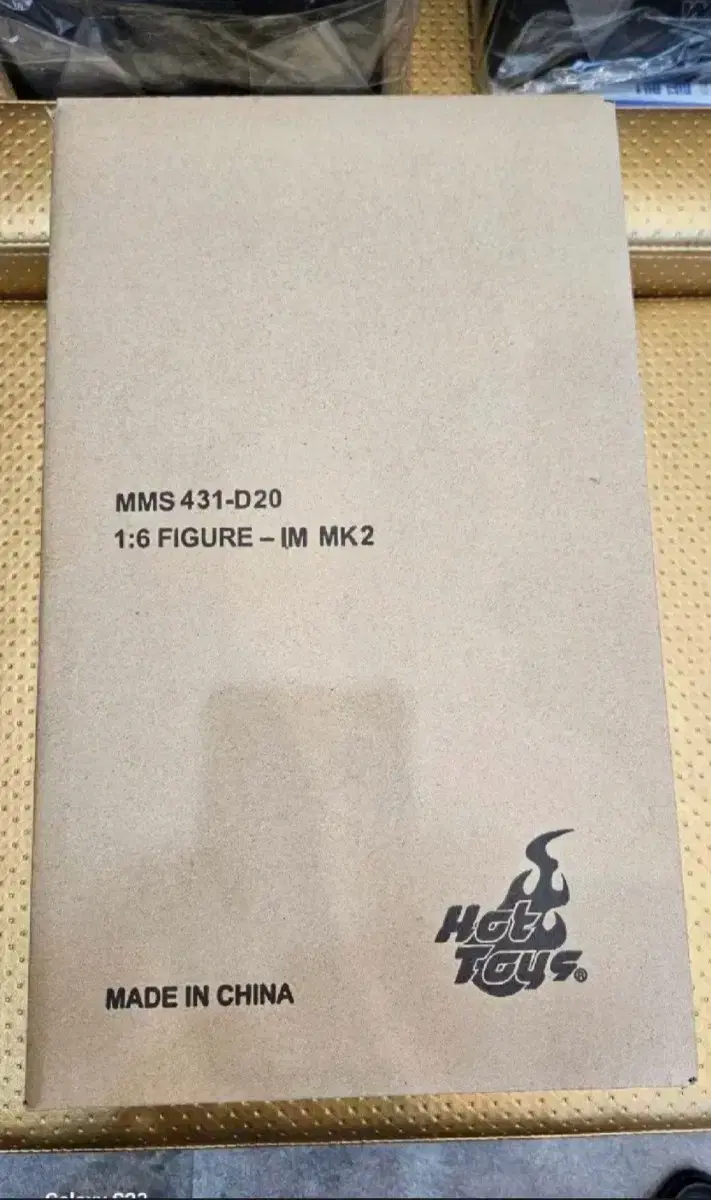 MMS 431-D20
1:6 FIGURE – IM MK2
Hot
Toys®
MADE IN CHINA